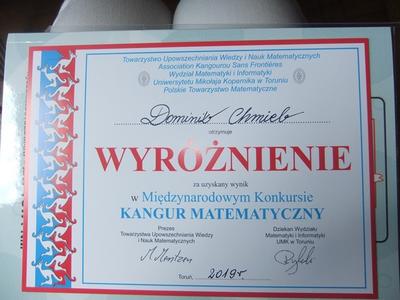 Towarzystwo Upowszechniania Wiedzy i Nauk Matematycznych
Association Kangourou Sans Frontières
Wydział Matematyki i Informatyki
Uniwersytetu Mikołaja Kopernika w Toruniu
Polskie Towarzystwo Matematyczne
Dominik Chmiel
otrzymuje
WYRÓŻNIENIE
za uzyskany wynik
w Międzynarodowym Konkursie
KANGUR MATEMATYCZNY
Prezes
Towarzystwa Upowszechniania Wiedzy
i Nauk Matematycznych
Dziekan Wydziału
Matematyki i Informatyki
UMK w Toruniu
Toruń, 2019r.